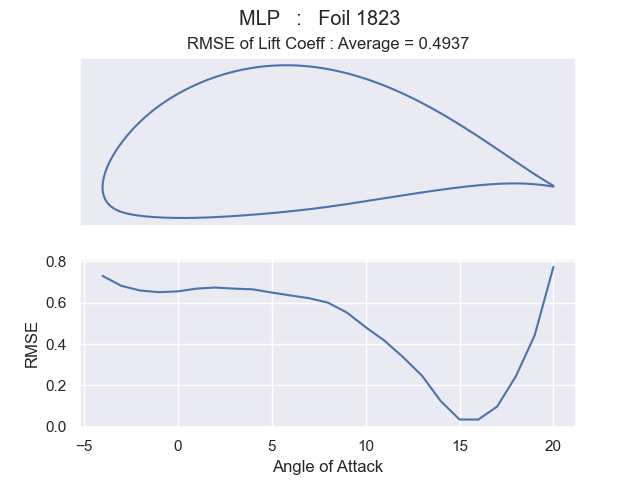 MLP : Foil 1823
RMSE of Lift Coeff : Average = 0.4937
0.8
0.6
0.4
0.2
0.0
RMSE
−5 0 5 10 15 20
Angle of Attack